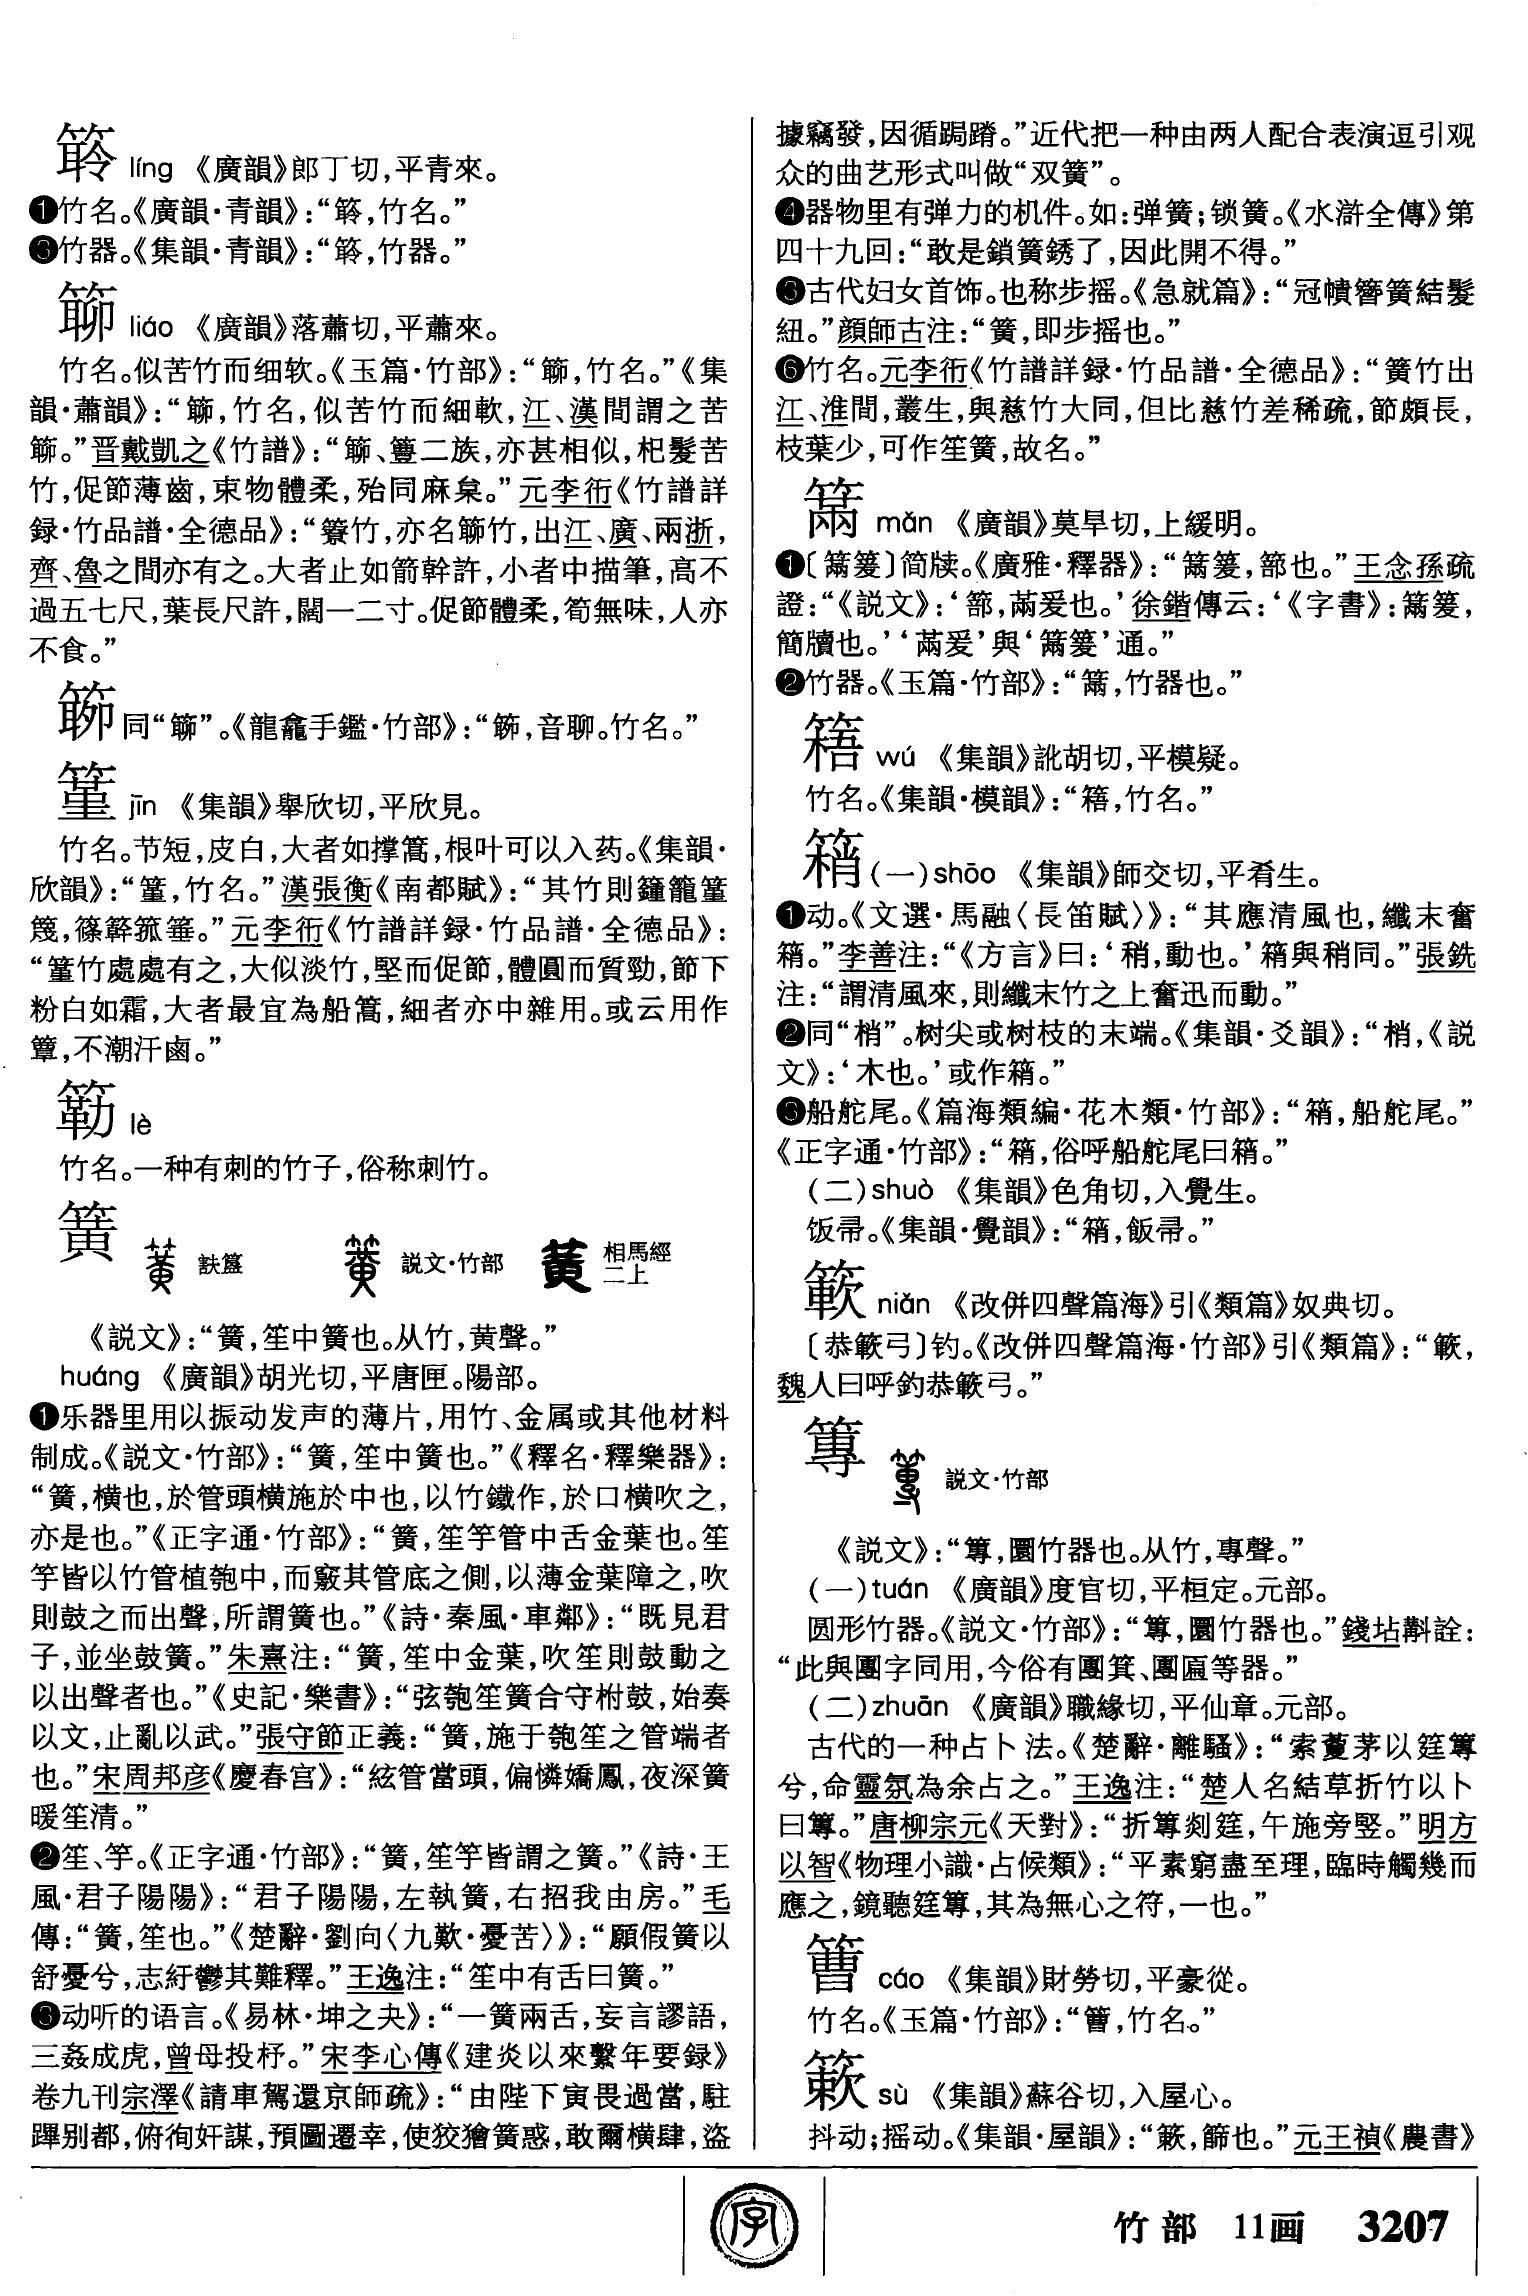 䈊 líng 《廣韻》郎丁切,平青來。
❶竹名。《廣韻·青韻》:“䉁,竹名。”
❸竹器。《集韻·青韻》:“䉁,竹器。”
liáo 《廣韻》落蕭切,平蕭來。
竹名。似苦竹而细软。《玉篇·竹部》:“簩,竹名。”《集
韻·蕭韻》:“,竹名,似苦竹而細軟,江、漢間謂之苦
。”晋戴凱之《竹譜》:“、二族,亦甚相似,杞髮苦
竹,促節薄齒,束物體柔,殆同麻枲。”元李衎《竹譜詳
録·竹品譜·全德品》:“簝竹,亦名竹,出江、廣、兩浙,
齊、魯之間亦有之。大者止如箭幹許,小者中描筆,高不
過五七尺,葉長尺許,闊一二寸。促節體柔,筍無味,人亦
不食。”
同“”。《龍龕手鑑·竹部》:“,音聊。竹名。”
䈽 jīn 《集韻》舉欣切,平欣見。
竹名。节短,皮白,大者如撑篙,根叶可以入药。《集韻·
欣韻》:“䈽,竹名。”漢張衡《南都賦》:“其竹則籦籠䈽
篾,篠簳箛箠。”元李衎《竹譜詳録·竹品譜·全德品》:
“䈽竹處處有之,大似淡竹,堅而促節,體圓而質勁,節下
粉白如霜,大者最宜為船篙,細者亦中雜用。或云用作
簟,不潮汗鹵。”
簕 lè
竹名。一种有刺的竹子,俗称刺竹。
簧 䥭簋 説文·竹部 相馬經二上
《説文》:“簧,笙中簧也。从竹,黄聲。”
huáng 《廣韻》胡光切,平唐匣。陽部。
❶乐器里用以振动发声的薄片,用竹、金属或其他材料
制成。《説文·竹部》:“簧,笙中簧也。”《釋名·釋樂器》:
“簧,横也,於管頭横施於中也,以竹鐵作,於口横吹之,
亦是也。”《正字通·竹部》:“簧,笙竽管中舌金葉也。笙
竽皆以竹管植匏中,而竅其管底之側,以薄金葉障之,吹
則鼓之而出聲,所謂簧也。”《詩·秦風·車鄰》:“既見君
子,並坐鼓簧。”朱熹注:“簧,笙中金葉,吹笙則鼓動之
以出聲者也。”《史記·樂書》:“弦匏笙簧合守拊鼓,始奏
以文,止亂以武。”張守節正義:“簧,施于匏笙之管端者
也。”宋周邦彦《慶春宫》:“絃管當頭,偏憐嬌鳳,夜深簧
暖笙清。”
❷笙、竽。《正字通·竹部》:“簧,笙竽皆謂之簧。”《詩·王
風·君子陽陽》:“君子陽陽,左執簧,右招我由房。”毛
傳:“簧,笙也。”《楚辭·劉向〈九歎·憂苦〉》:“願假簧以
舒憂兮,志紆鬱其難釋。”王逸注:“笙中有舌曰簧。”
❸动听的语言。《易林·坤之夬》:“一簧兩舌,妄言謬語,
三姦成虎,曾母投杼。”宋李心傳《建炎以來繫年要録》
卷九刊宗澤《請車駕還京師疏》:“由陛下寅畏過當,駐
蹕别都,俯徇奸謀,預圖遷幸,使狡獪簧惑,敢爾横肆,盜
據竊發,因循跼蹐。”近代把一种由两人配合表演逗引观
众的曲艺形式叫做“双簧”。
❹器物里有弹力的机件。如:弹簧;锁簧。《水滸全傳》第
四十九回:“敢是鎖簧銹了,因此開不得。”
❺古代妇女首饰。也称步摇。《急就篇》:“冠幘簪簧結髮
紐。”顔師古注:“簧,即步摇也。”
❻竹名。元李衎《竹譜詳録·竹品譜·全德品》:“簧竹出
江、淮間,叢生,與慈竹大同,但比慈竹差稀疏,節頗長,
枝葉少,可作笙簧,故名。”
䉂 mǎn 《廣韻》莫旱切,上緩明。
❶〔䉂䈠〕简牍。《廣雅·釋器》:“䉂䈠,篰也。”王念孫疏
證:“《説文》:‘篰,㒼爰也。’徐鍇傳云:‘《字書》:䉂䈠,
簡牘也。’‘㒼爰’與‘䉂䈠’通。”
❷竹器。《玉篇·竹部》:“䉂,竹器也。”
wú 《集韻》訛胡切,平模疑。
竹名。《集韻·模韻》:“,竹名。”
䈰 (一)shāo 《集韻》師交切,平肴生。
❶动。《文選·馬融〈長笛賦〉》:“其應清風也,纖末奮
䈰。”李善注:“《方言》曰:‘稍,動也。’䈰與稍同。”張銑
注:“謂清風來,則纖末竹之上奮迅而動。”
❷同“梢”。树尖或树枝的末端。《集韻·爻韻》:“梢,《説
文》:‘木也。’或作䈰。”
❸船舵尾。《篇海類編·花木類·竹部》:“䈰,船舵尾。”
《正字通·竹部》:“䈰,俗呼船舵尾曰䈰。”
(二)shuò 《集韻》色角切,入覺生。
饭帚。《集韻·覺韻》:“䈰,飯帚。”
niǎn 《改併四聲篇海》引《類篇》奴典切。
〔恭弓〕钓。《改併四聲篇海·竹部》引《類篇》:“,
魏人曰呼釣恭弓。”
篿 説文·竹部
《説文》:“篿,圜竹器也。从竹,專聲。”
(一)tuán 《廣韻》度官切,平桓定。元部。
圆形竹器。《説文·竹部》:“篿,圜竹器也。”錢坫斠詮:
“此與團字同用,今俗有團箕、團匾等器。”
(二)zhuān 《廣韻》職緣切,平仙章。元部。
古代的一种占卜法。《楚辭·離騷》:“索藑茅以筳篿
兮,命靈氛為余占之。”王逸注:“楚人名結草折竹以卜
曰篿。”唐柳宗元《天對》:“折篿剡筳,午施旁竪。”明方
以智《物理小識·占候類》:“平素窮盡至理,臨時觸幾而
應之,鏡聽筳篿,其為無心之符,一也。”
䉊 cáo 《集韻》財勞切,平豪從。
竹名。《玉篇·竹部》:“䉊,竹名。”
簌 sù 《集韻》蘇谷切,入屋心。
抖动;摇动。《集韻·屋韻》:“簌,篩也。”元王禎《農書》
竹部 11画 3207